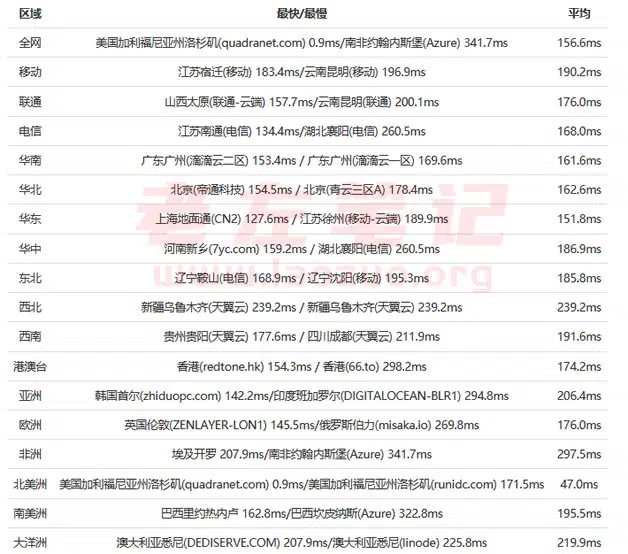 区域 最快/最慢 平均
全网 美国加利福尼亚州洛杉矶(quadranet.com) 0.9ms/南非约翰内斯堡(Azure) 341.7ms 156.6ms
移动 江苏宿迁(移动) 183.4ms/云南昆明(移动) 196.9ms 190.2ms
联通 山西太原(联通-云端) 157.7ms/云南昆明(联通) 200.1ms 176.0ms
电信 江苏南通(电信) 134.4ms/湖北襄阳(电信) 260.5ms 168.0ms
华南 广东广州(滴滴云二区) 153.4ms / 广东广州(滴滴云一区) 169.6ms 161.6ms
华北 北京(帝通科技) 154.5ms / 北京(青云三区A) 178.4ms 162.6ms
华东 上海地面通(CN2) 127.6ms / 江苏徐州(移动-云端) 189.9ms 151.8ms
华中 河南新乡(7yc.com) 159.2ms / 湖北襄阳(电信) 260.5ms 186.9ms
东北 辽宁鞍山(电信) 168.9ms / 辽宁沈阳(移动) 195.3ms 185.8ms
西北 新疆乌鲁木齐(天翼云) 239.2ms / 新疆乌鲁木齐(天翼云) 239.2ms 239.2ms
西南 贵州贵阳(天翼云) 177.6ms / 四川成都(天翼云) 211.9ms 191.6ms
港澳台 香港(redtone.hk) 154.3ms / 香港(66.to) 298.2ms 174.2ms
亚洲 韩国首尔(zhiduopc.com) 142.2ms/印度班加罗尔(DIGITALOCEAN-BLR1) 294.8ms 206.4ms
欧洲 英国伦敦(ZENLAYER-LON1) 145.5ms/俄罗斯伯力(misaka.io) 269.8ms 176.0ms
非洲 埃及开罗 207.9ms/南非约翰内斯堡(Azure) 341.7ms 297.5ms
北美洲 美国加利福尼亚州洛杉矶(quadranet.com) 0.9ms/美国加利福尼亚州洛杉矶(runidc.com) 171.5ms 47.0ms
南美洲 巴西里约热内卢 162.8ms/巴西坎皮纳斯(Azure) 322.8ms 195.5ms
大洋洲 澳大利亚悉尼(DEDISERVE.COM) 207.9ms/澳大利亚悉尼(linode) 225.8ms 219.9ms
老左笔记
www.laozuo.org